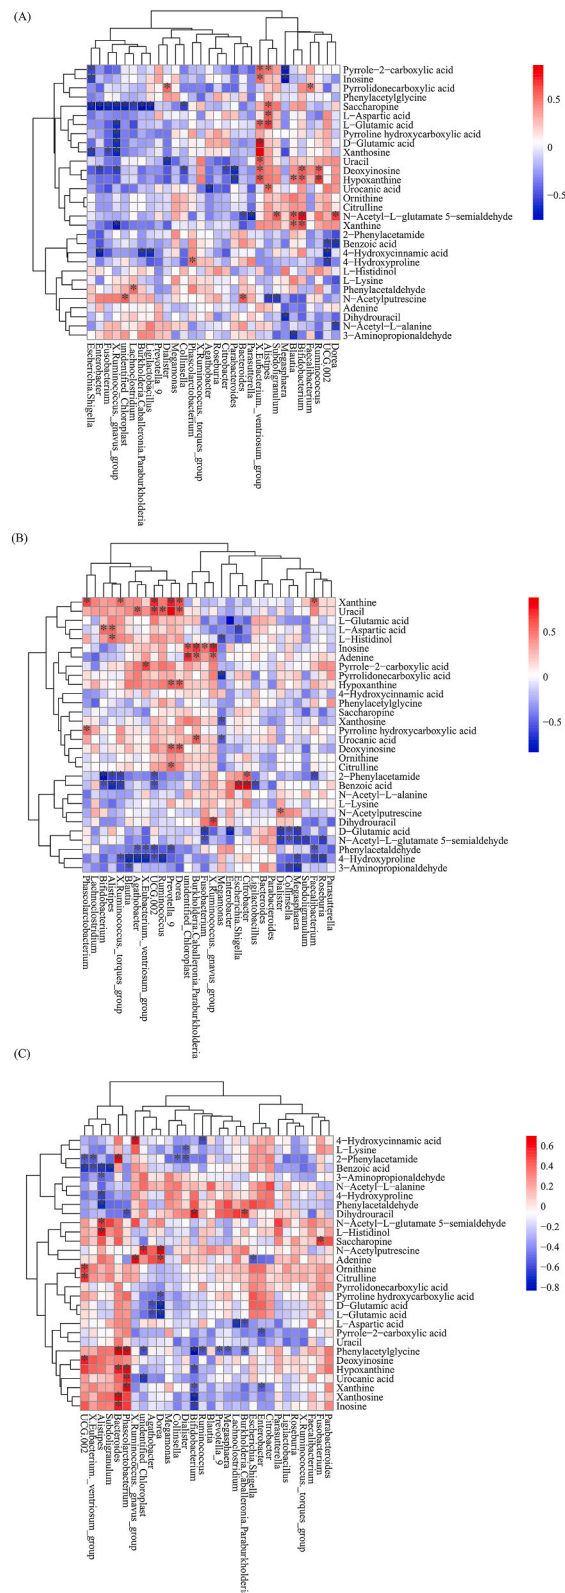 (A)
Pyrrole-2-carboxylic acid
Inosine
Pyrrolidonecarboxylic acid
Phenylacetylglycine
Saccharopine
L-Aspartic acid
L-Glutamic acid
Pyrroline hydroxycarboxylic acid
D-Glutamic acid
Xanthosine
Uracil
Deoxyinosine
Hypoxanthine
Urocanic acid
Ornithine
Citrulline
N-Acetyl-L-glutamate 5-semialdehyde
Xanthine
2-Phenylacetamide
Benzoic acid
4-Hydroxycinnamic acid
4-Hydroxyproline
L-Histidinol
L-Lysine
Phenylacetaldehyde
N-Acetylputrescine
Adenine
Dihydrouracil
N-Acetyl-L-alanine
3-Aminopropionaldehyde
0.5
0
-0.5
Escherichia.Shigella
Enterobacter
Fusobacterium
X.Ruminococcus._gnavus_group
unidentified_Chloroplast
Lachnoclostridium
Burkholderia.Caballeronia.Paraburkholderia
Ligilactobacillus
Prevotella_9
Dialister
Megamonas
Collinsella
Phascolarctobacterium
X.Ruminococcus._torques_group
Agathobacter
Roseburia
Citrobacter
Parabacteroides
Bacteroides
Parasutterella
X.Eubacterium._ventriosum_group
Alistipes
Subdoligranulum
Megasphaera
Blautia
Bifidobacterium
Faecalibacterium
Ruminococcus
UCG.002
Dorea
(B)
Xanthine
Uracil
L-Glutamic acid
L-Aspartic acid
L-Histidinol
Inosine
Adenine
Pyrrole-2-carboxylic acid
Pyrrolidonecarboxylic acid
Hypoxanthine
4-Hydroxycinnamic acid
Phenylacetylglycine
Saccharopine
Xanthosine
Pyrroline hydroxycarboxylic acid
Urocanic acid
Deoxyinosine
Ornithine
Citrulline
2-Phenylacetamide
Benzoic acid
N-Acetyl-L-alanine
L-Lysine
N-Acetylputrescine
Dihydrouracil
D-Glutamic acid
N-Acetyl-L-glutamate 5-semialdehyde
Phenylacetaldehyde
4-Hydroxyproline
3-Aminopropionaldehyde
0.5
0
-0.5
Phascolarctobacterium
Lachnoclostridium
Bifidobacterium
Alistipes
X.Ruminococcus._torques_group
Blautia
Agathobacter
X.Eubacterium._ventriosum_group
UCG.002
Ruminococcus
Prevotella_9
Dorea
unidentified_Chloroplast
Burkholderia.Caballeronia.Paraburkholderia
Fusobacterium
X.Ruminococcus._gnavus_group
Megamonas
Enterobacter
Escherichia.Shigella
Citrobacter
Ligilactobacillus
Bacteroides
Parabacteroides
Dialister
Collinsella
Megasphaera
Subdoligranulum
Faecalibacterium
Roseburia
Parasutterella
(C)
4-Hydroxycinnamic acid
L-Lysine
2-Phenylacetamide
Benzoic acid
3-Aminopropionaldehyde
N-Acetyl-L-alanine
4-Hydroxyproline
Phenylacetaldehyde
Dihydrouracil
N-Acetyl-L-glutamate 5-semialdehyde
L-Histidinol
Saccharopine
N-Acetylputrescine
Adenine
Ornithine
Citrulline
Pyrrolidonecarboxylic acid
Pyrroline hydroxycarboxylic acid
D-Glutamic acid
L-Glutamic acid
L-Aspartic acid
Pyrrole-2-carboxylic acid
Uracil
Phenylacetylglycine
Deoxyinosine
Hypoxanthine
Urocanic acid
Xanthine
Xanthosine
Inosine
0.6
0.4
0.2
0
-0.2
-0.4
-0.6
-0.8
UCG.002
X.Eubacterium._ventriosum_group
Alistipes
Subdoligranulum
Bacteroides
Phascolarctobacterium
X.Ruminococcus._gnavus_group
unidentified_Chloroplast
Agathobacter
Dorea
Megamonas
Collinsella
Dialister
Bifidobacterium
Ruminococcus
Blautia
Prevotella_9
Megasphaera
Lachnoclostridium
Burkholderia.Caballeronia.Paraburkholderia
Escherichia.Shigella
Enterobacter
Citrobacter
Parasutterella
Ligilactobacillus
Roseburia
X.Ruminococcus._torques_group
Faecalibacterium
Fusobacterium
Parabacteroides